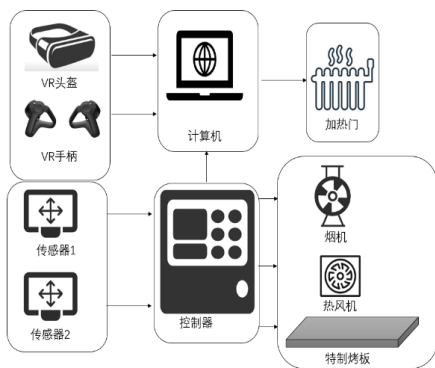 VR头盔
VR手柄
计算机
加热门
传感器1
传感器2
控制器
烟机
热风机
特制烤板